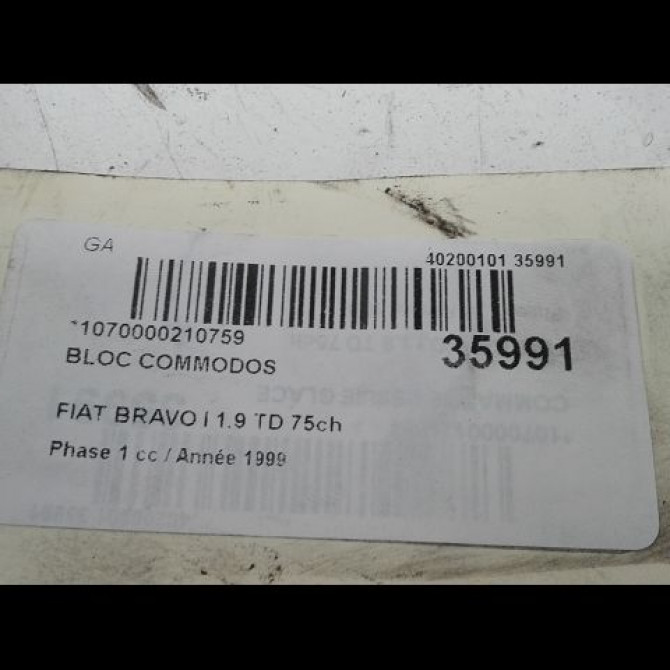 GA
40200101 35991
*1070000210759
35991
BLOC COMMODOS
FIAT BRAVO I 1.9 TD 75ch
Phase 1 cc / Année 1999